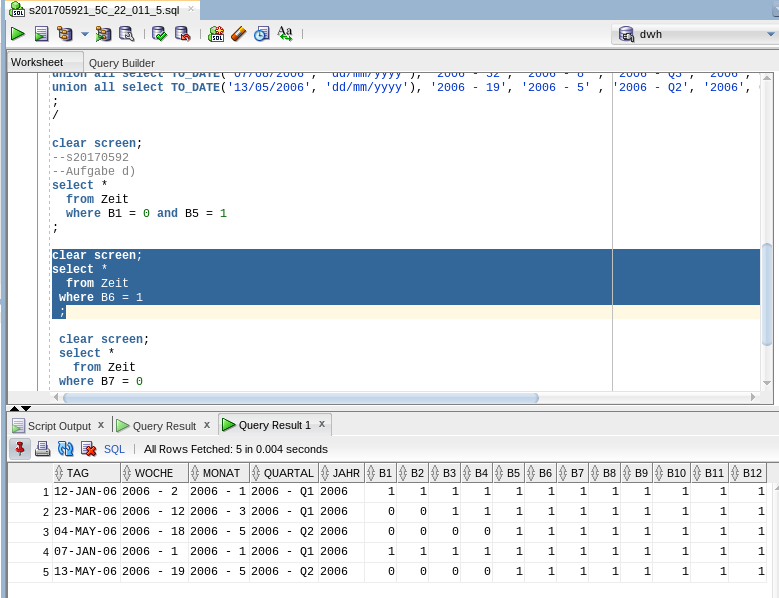 s201705921_5C_22_011_5.sql
dwh
Worksheet Query Builder
union all select TO_DATE('07/08/2006', 'dd/mm/yyyy'), '2006 - 32', '2006 - 8' , '2006 - Q3', '2006',
union all select TO_DATE('13/05/2006', 'dd/mm/yyyy'), '2006 - 19', '2006 - 5' , '2006 - Q2', '2006',
;
/
clear screen;
--s20170592
--Aufgabe d)
select *
from Zeit
where B1 = 0 and B5 = 1
;
clear screen;
select *
from Zeit
where B6 = 1
;
clear screen;
select *
from Zeit
where B7 = 0
Script Output x Query Result x Query Result 1 x
SQL | All Rows Fetched: 5 in 0.004 seconds
TAG WOCHE MONAT QUARTAL JAHR B1 B2 B3 B4 B5 B6 B7 B8 B9 B10 B11 B12
1 12-JAN-06 2006 - 2 2006 - 1 2006 - Q1 2006 1 1 1 1 1 1 1 1 1 1 1 1
2 23-MAR-06 2006 - 12 2006 - 3 2006 - Q1 2006 0 0 1 1 1 1 1 1 1 1 1 1
3 04-MAY-06 2006 - 18 2006 - 5 2006 - Q2 2006 0 0 0 0 1 1 1 1 1 1 1 1
4 07-JAN-06 2006 - 1 2006 - 1 2006 - Q1 2006 1 1 1 1 1 1 1 1 1 1 1 1
5 13-MAY-06 2006 - 19 2006 - 5 2006 - Q2 2006 0 0 0 0 1 1 1 1 1 1 1 1